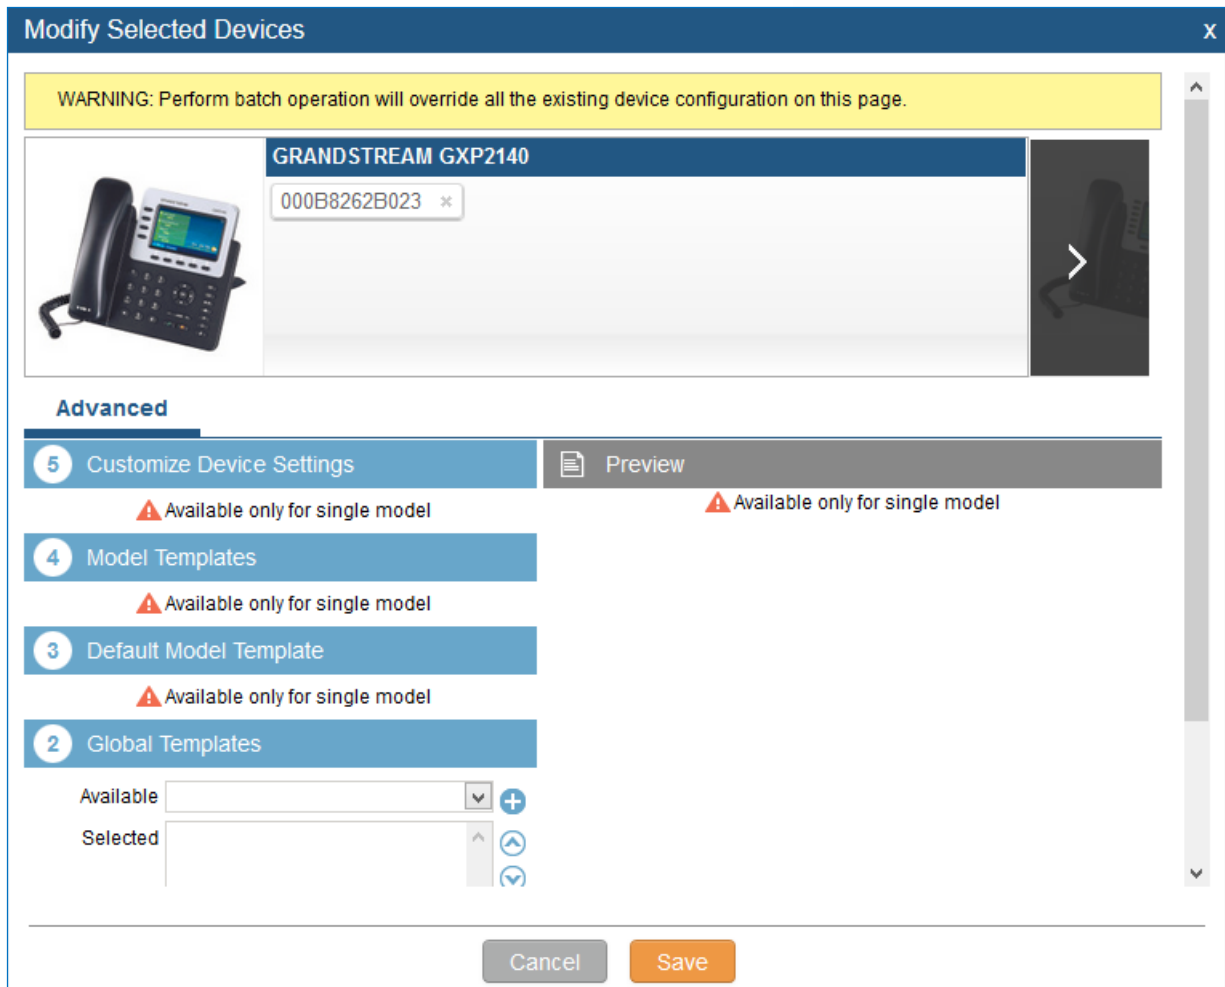 Modify Selected Devices x
WARNING: Perform batch operation will override all the existing device configuration on this page.
GRANDSTREAM GXP2140
000B8262B023 ×
Advanced
5 Customize Device Settings
Available only for single model
4 Model Templates
Available only for single model
3 Default Model Template
Available only for single model
2 Global Templates
Available
Selected
Preview
Available only for single model
Cancel Save